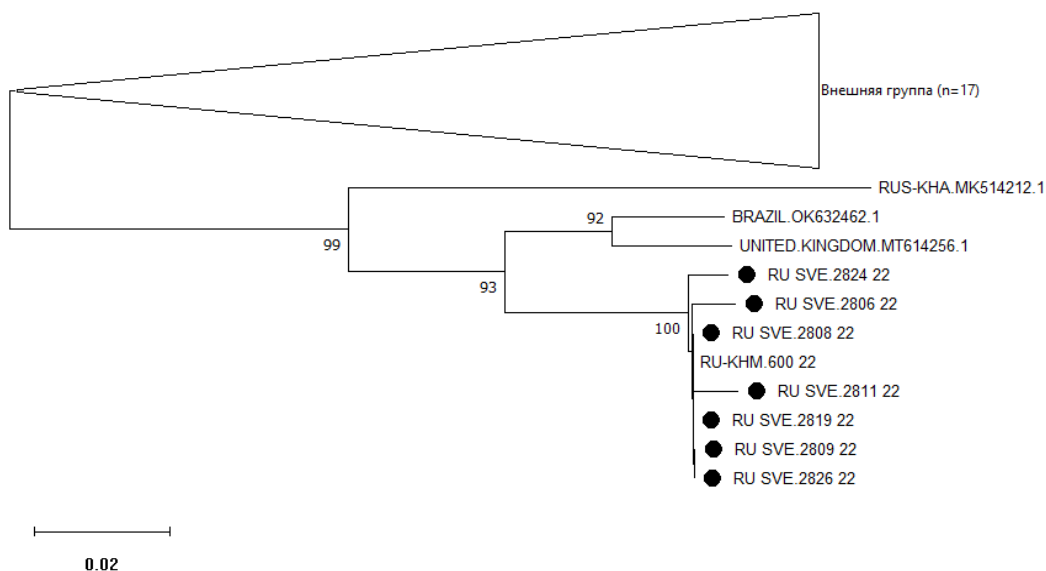 Внешняя группа (n=17)
RUS-KHA.MK514212.1
BRAZIL.OK632462.1
92
UNITED.KINGDOM.MT614256.1
99
RU SVE.2824 22
93
RU SVE.2806 22
100
RU SVE.2808 22
RU-KHM.600 22
RU SVE.2811 22
RU SVE.2819 22
RU SVE.2809 22
RU SVE.2826 22
0.02